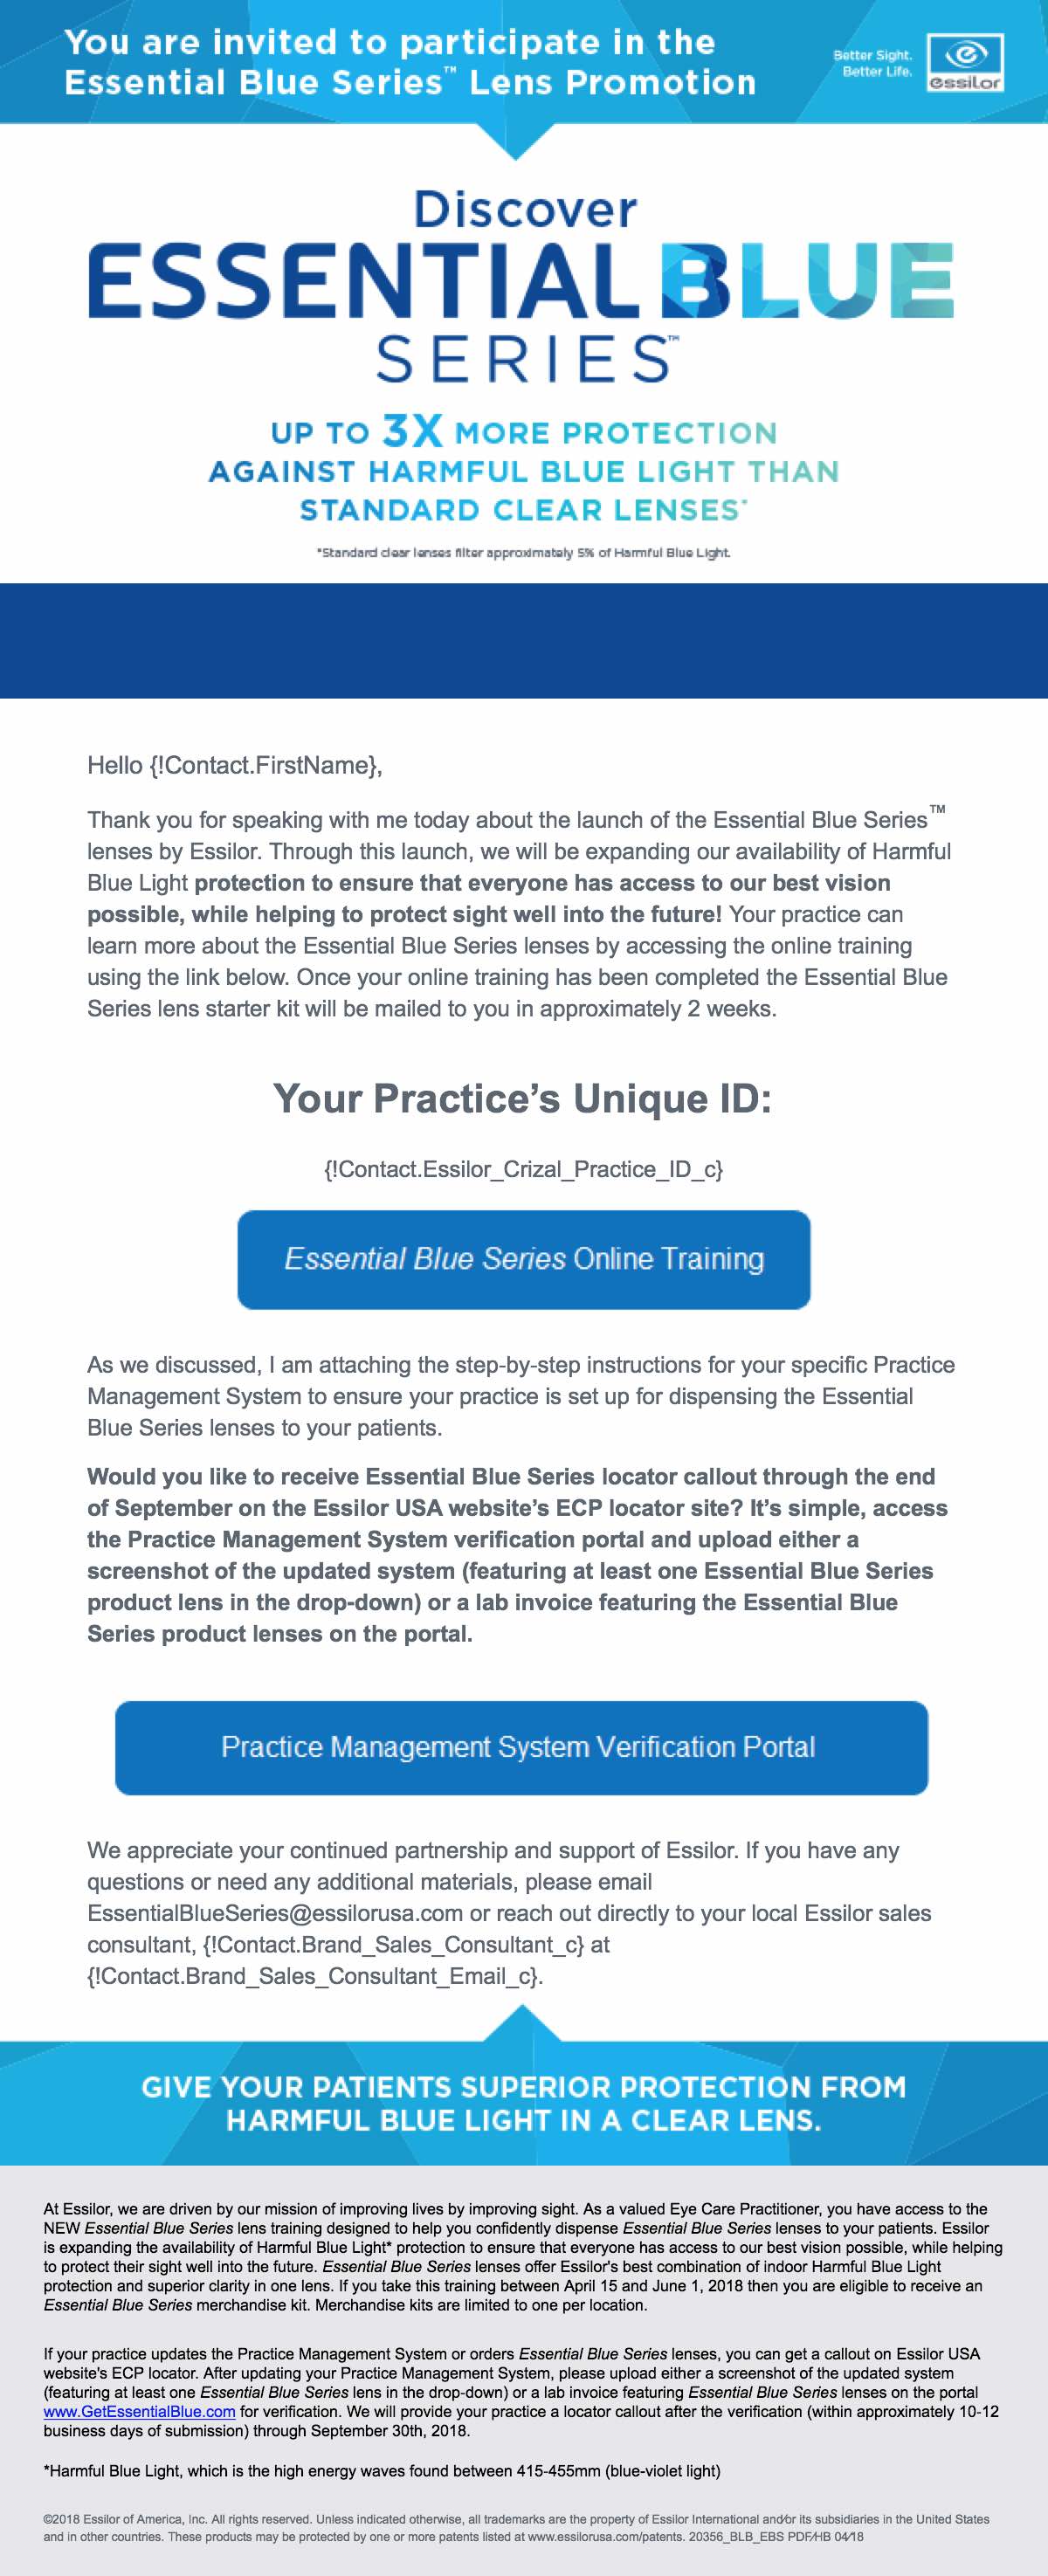 You are invited to participate in the
Essential Blue Series™ Lens Promotion
Better Sight.
Better Life.
essilor
Discover
ESSENTIAL BLUE
SERIES™
UP TO 3X MORE PROTECTION
AGAINST HARMFUL BLUE LIGHT THAN
STANDARD CLEAR LENSES*
*Standard clear lenses filter approximately 5% of Harmful Blue Light.
Hello {!Contact.FirstName},
Thank you for speaking with me today about the launch of the Essential Blue Series™
lenses by Essilor. Through this launch, we will be expanding our availability of Harmful
Blue Light protection to ensure that everyone has access to our best vision
possible, while helping to protect sight well into the future! Your practice can
learn more about the Essential Blue Series lenses by accessing the online training
using the link below. Once your online training has been completed the Essential Blue
Series lens starter kit will be mailed to you in approximately 2 weeks.
Your Practice’s Unique ID:
{!Contact.Essilor_Crizal_Practice_ID_c}
Essential Blue Series Online Training
As we discussed, I am attaching the step-by-step instructions for your specific Practice
Management System to ensure your practice is set up for dispensing the Essential
Blue Series lenses to your patients.
Would you like to receive Essential Blue Series locator callout through the end
of September on the Essilor USA website’s ECP locator site? It’s simple, access
the Practice Management System verification portal and upload either a
screenshot of the updated system (featuring at least one Essential Blue Series
product lens in the drop-down) or a lab invoice featuring the Essential Blue
Series product lenses on the portal.
Practice Management System Verification Portal
We appreciate your continued partnership and support of Essilor. If you have any
questions or need any additional materials, please email
EssentialBlueSeries@essilorusa.com or reach out directly to your local Essilor sales
consultant, {!Contact.Brand_Sales_Consultant_c} at
{!Contact.Brand_Sales_Consultant_Email_c}.
GIVE YOUR PATIENTS SUPERIOR PROTECTION FROM
HARMFUL BLUE LIGHT IN A CLEAR LENS.
At Essilor, we are driven by our mission of improving lives by improving sight. As a valued Eye Care Practitioner, you have access to the
NEW Essential Blue Series lens training designed to help you confidently dispense Essential Blue Series lenses to your patients. Essilor
is expanding the availability of Harmful Blue Light* protection to ensure that everyone has access to our best vision possible, while helping
to protect their sight well into the future. Essential Blue Series lenses offer Essilor's best combination of indoor Harmful Blue Light
protection and superior clarity in one lens. If you take this training between April 15 and June 1, 2018 then you are eligible to receive an
Essential Blue Series merchandise kit. Merchandise kits are limited to one per location.
If your practice updates the Practice Management System or orders Essential Blue Series lenses, you can get a callout on Essilor USA
website's ECP locator. After updating your Practice Management System, please upload either a screenshot of the updated system
(featuring at least one Essential Blue Series lens in the drop-down) or a lab invoice featuring Essential Blue Series lenses on the portal
www.GetEssentialBlue.com for verification. We will provide your practice a locator callout after the verification (within approximately 10-12
business days of submission) through September 30th, 2018.
*Harmful Blue Light, which is the high energy waves found between 415-455mm (blue-violet light)
©2018 Essilor of America, Inc. All rights reserved. Unless indicated otherwise, all trademarks are the property of Essilor International and/or its subsidiaries in the United States
and in other countries. These products may be protected by one or more patents listed at www.essilorusa.com/patents. 20356_BLB_EBS PDF/HB 04/18